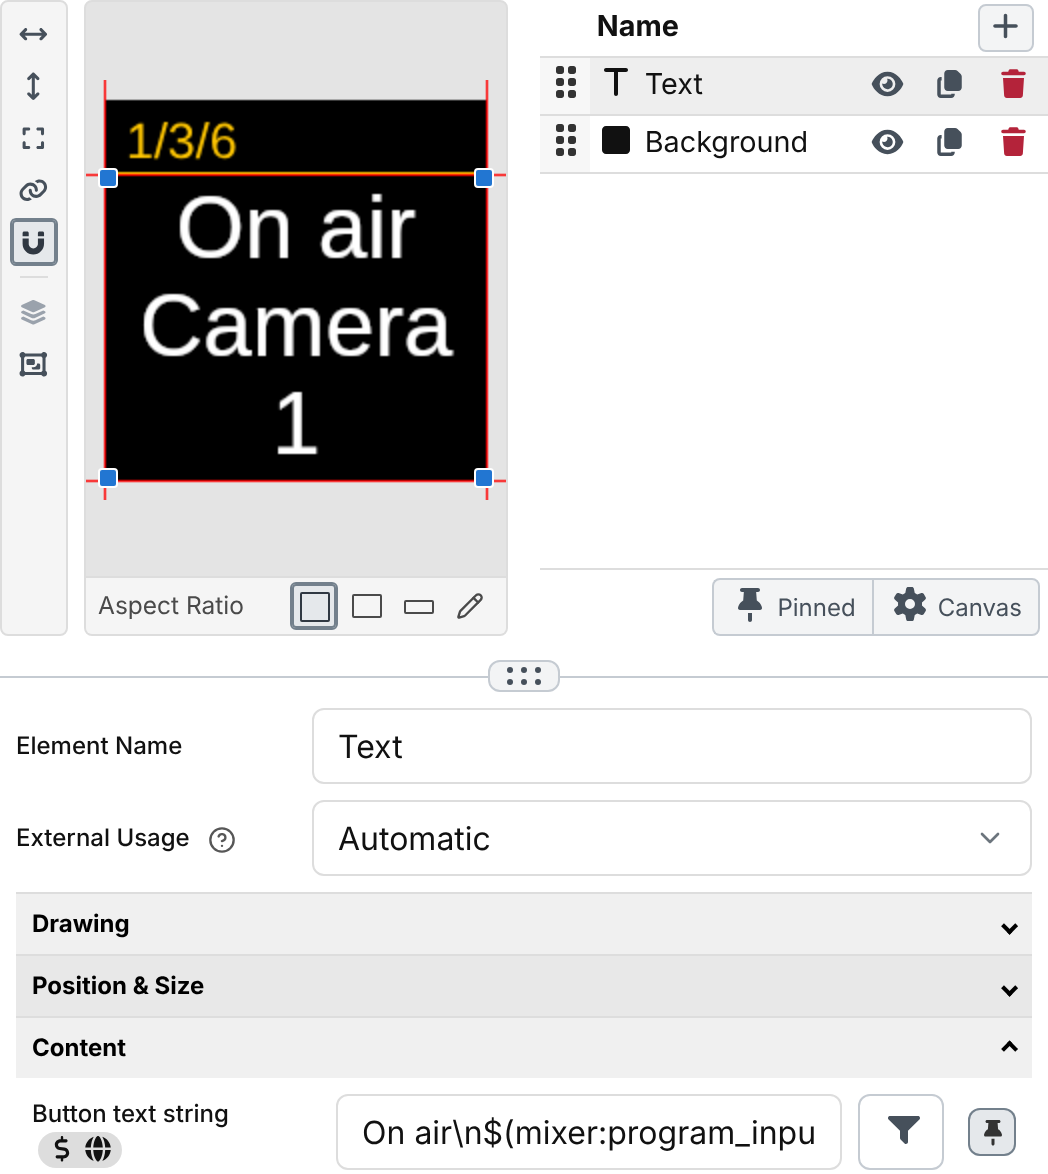 Name
Text
Background
1/3/6
On air
Camera
1
Aspect Ratio
Pinned
Canvas
Element Name
Text
External Usage
Automatic
Drawing
Position & Size
Content
Button text string
On air\n$(mixer:program_inpu